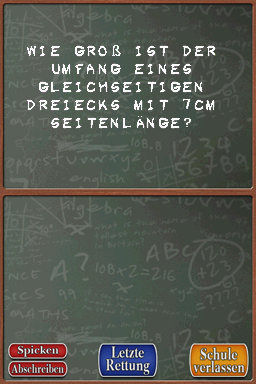 WIE GROß IST DER
UMFANG EINES
GLEICHSEITIGEN
DREIECKS MIT 7CM
SEITENLÄNGE?
Spicken
Abschreiben
Letzte
Rettung
Schule
verlassen